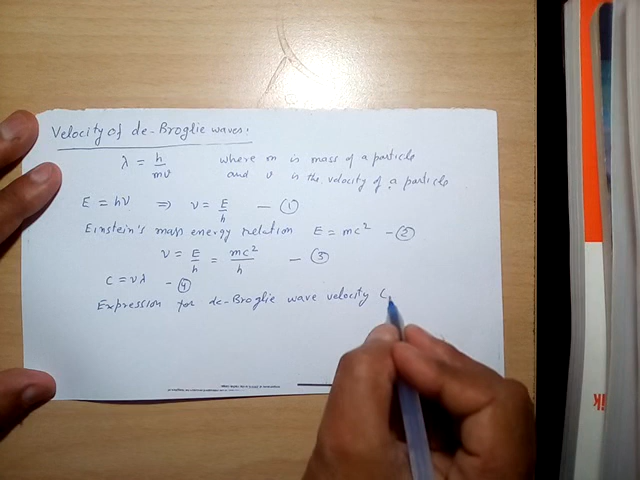 Velocity of de-Broglie waves:
λ = h/mv where m is mass of a particle
and v is the velocity of a particle
E = hν ⇒ ν = E/h — ①
Einstein's mass energy relation E = mc² — ②
ν = E/h = mc²/h — ③
c = νλ — ④
Expression for de-Broglie wave velocity (